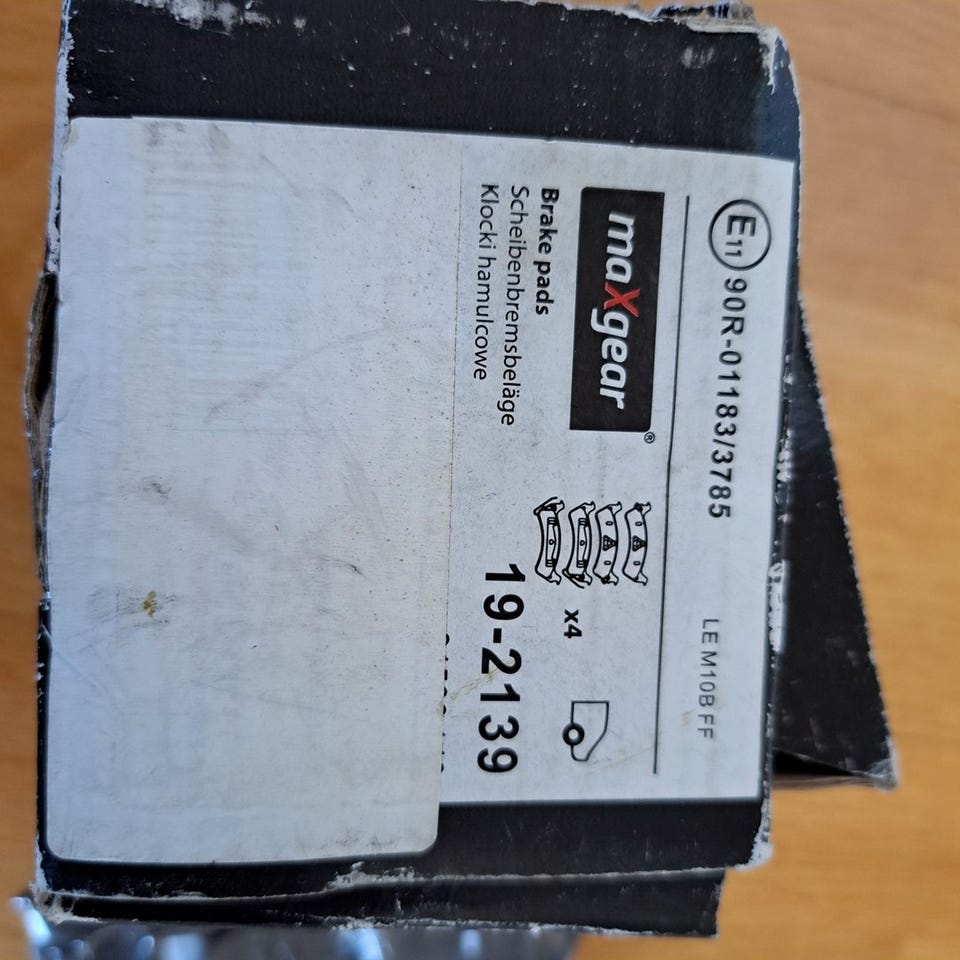 E11 90R-01183/3785
LE M10B FF
maXgear®
x4
Brake pads
Scheibenbremsbeläge
Klocki hamulcowe
19-2139